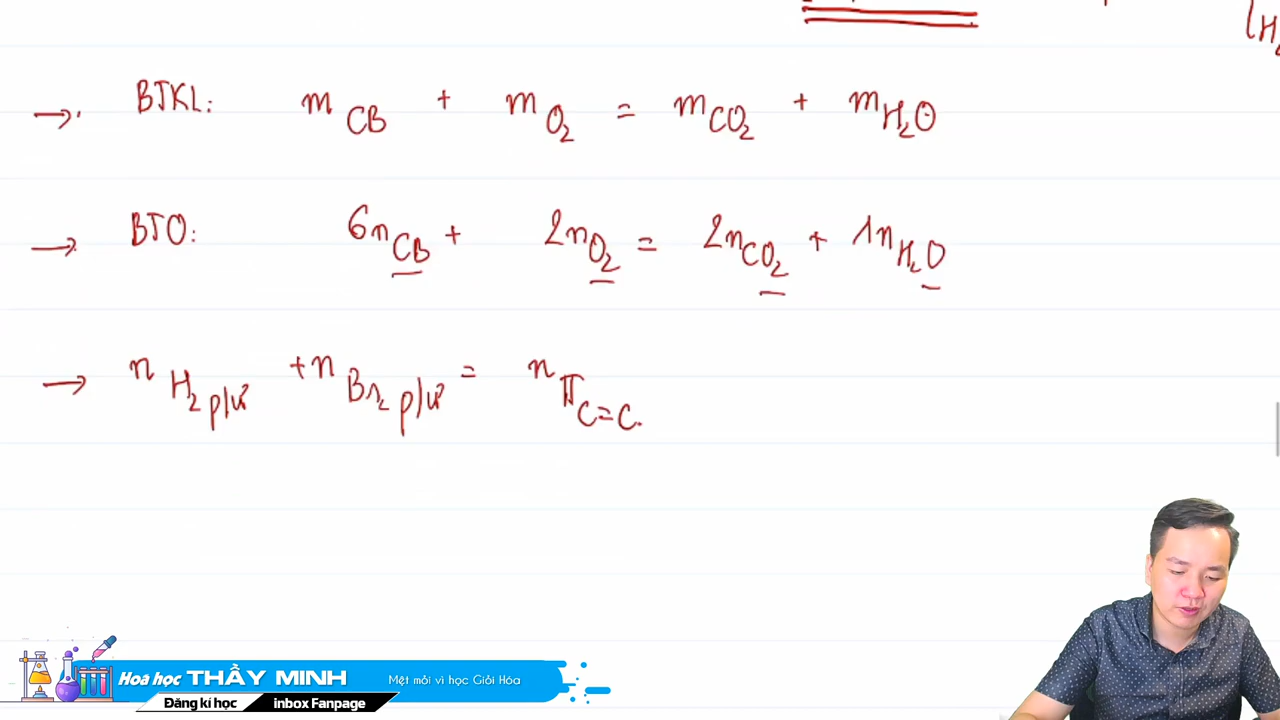 (H₂
→. BTKL: m CB + m O₂ = m CO₂ + m H₂O
→ BTO: 6n CB + 2n O₂ = 2n CO₂ + 1n H₂O
→ n H₂ p/ư + n Br₂ p/ư = n π C=C.
Hoá học THẦY MINH
Mệt mỏi vì học Giỏi Hóa
Đăng kí học inbox Fanpage